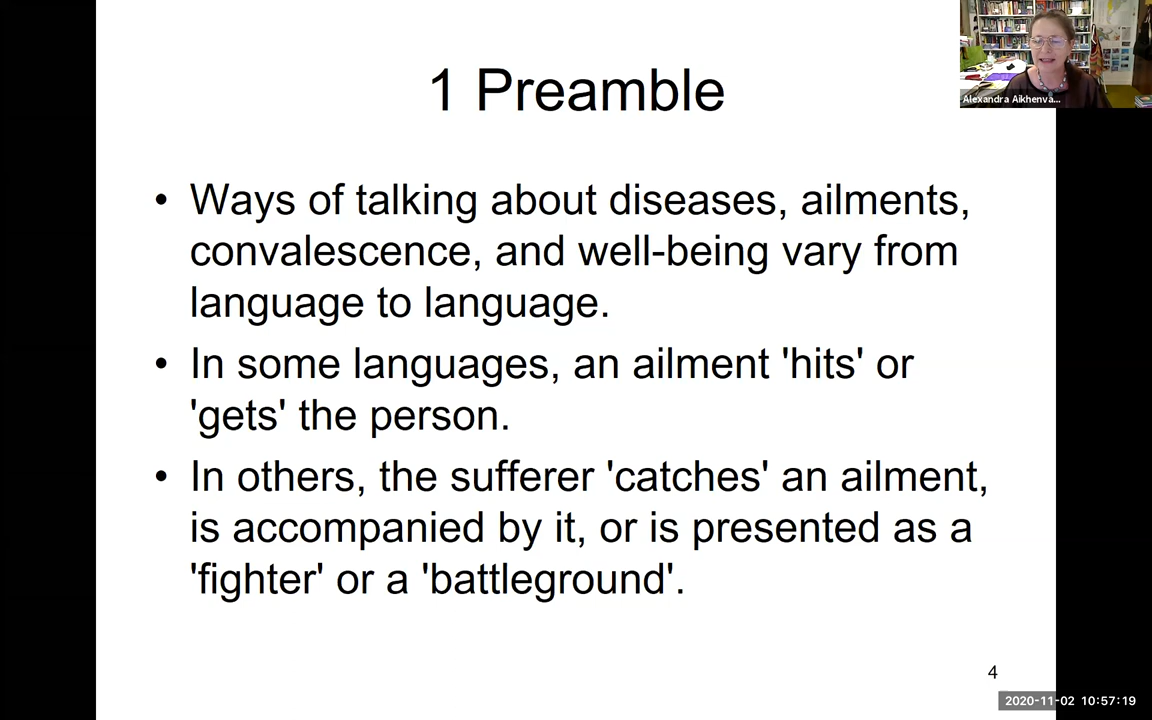 1 Preamble
Alexandra Aikhenva...
• Ways of talking about diseases, ailments,
convalescence, and well-being vary from
language to language.
• In some languages, an ailment 'hits' or
'gets' the person.
• In others, the sufferer 'catches' an ailment,
is accompanied by it, or is presented as a
'fighter' or a 'battleground'.
4
2020-11-02 10:57:19